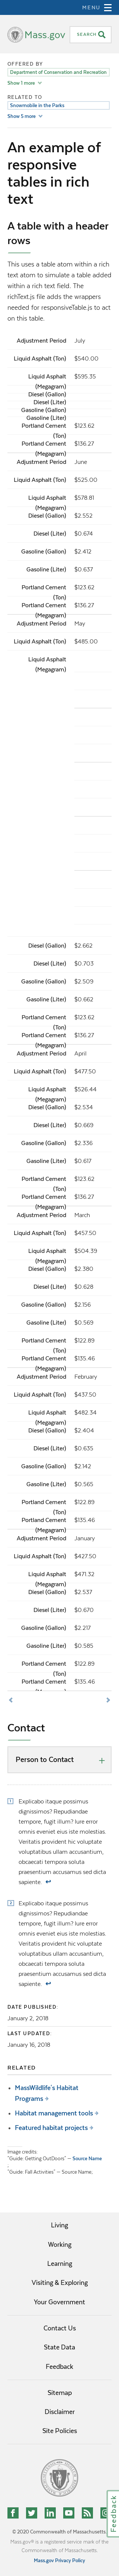 MENU
Mass.gov
SEARCH
OFFERED BY
Department of Conservation and Recreation
Show 1 more
RELATED TO
Snowmobile in the Parks
Show 5 more
An example of
responsive
tables in rich
text
A table with a header
rows
This uses a table atom within a rich
text to simulate a table added
within the rich text field. A
richText.js file adds the wrappers
needed for responsiveTable.js to act
on this table.
Adjustment Period July
Liquid Asphalt (Ton) $540.00
Liquid Asphalt $595.35
(Megagram)
Diesel (Gallon)
Diesel (Liter)
Gasoline (Gallon)
Gasoline (Liter)
Portland Cement $123.62
(Ton)
Portland Cement $136.27
(Megagram)
Adjustment Period June
Liquid Asphalt (Ton) $525.00
Liquid Asphalt $578.81
(Megagram)
Diesel (Gallon) $2.552
Diesel (Liter) $0.674
Gasoline (Gallon) $2.412
Gasoline (Liter) $0.637
Portland Cement $123.62
(Ton)
Portland Cement $136.27
(Megagram)
Adjustment Period May
Liquid Asphalt (Ton) $485.00
Liquid Asphalt
(Megagram)
Diesel (Gallon) $2.662
Diesel (Liter) $0.703
Gasoline (Gallon) $2.509
Gasoline (Liter) $0.662
Portland Cement $123.62
(Ton)
Portland Cement $136.27
(Megagram)
Adjustment Period April
Liquid Asphalt (Ton) $477.50
Liquid Asphalt $526.44
(Megagram)
Diesel (Gallon) $2.534
Diesel (Liter) $0.669
Gasoline (Gallon) $2.336
Gasoline (Liter) $0.617
Portland Cement $123.62
(Ton)
Portland Cement $136.27
(Megagram)
Adjustment Period March
Liquid Asphalt (Ton) $457.50
Liquid Asphalt $504.39
(Megagram)
Diesel (Gallon) $2.380
Diesel (Liter) $0.628
Gasoline (Gallon) $2.156
Gasoline (Liter) $0.569
Portland Cement $122.89
(Ton)
Portland Cement $135.46
(Megagram)
Adjustment Period February
Liquid Asphalt (Ton) $437.50
Liquid Asphalt $482.34
(Megagram)
Diesel (Gallon) $2.404
Diesel (Liter) $0.635
Gasoline (Gallon) $2.142
Gasoline (Liter) $0.565
Portland Cement $122.89
(Ton)
Portland Cement $135.46
(Megagram)
Adjustment Period January
Liquid Asphalt (Ton) $427.50
Liquid Asphalt $471.32
(Megagram)
Diesel (Gallon) $2.537
Diesel (Liter) $0.670
Gasoline (Gallon) $2.217
Gasoline (Liter) $0.585
Portland Cement $122.89
(Ton)
Portland Cement $135.46
Contact
Person to Contact +
1 Explicabo itaque possimus
dignissimos? Repudiandae
tempore, fugit illum? Iure error
omnis eveniet eius iste molestias.
Veritatis provident hic voluptate
voluptatibus ullam accusantium,
obcaecati tempora soluta
praesentium accusamus sed dicta
sapiente. ↩
2 Explicabo itaque possimus
dignissimos? Repudiandae
tempore, fugit illum? Iure error
omnis eveniet eius iste molestias.
Veritatis provident hic voluptate
voluptatibus ullam accusantium,
obcaecati tempora soluta
praesentium accusamus sed dicta
sapiente. ↩
DATE PUBLISHED:
January 2, 2018
LAST UPDATED:
January 16, 2018
RELATED
MassWildlife's Habitat
Programs +
Habitat management tools +
Featured habitat projects +
Image credits:
"Guide: Getting OutDoors" — Source Name
,
"Guide: Fall Activities" — Source Name,
Living
Working
Learning
Visiting & Exploring
Your Government
Contact Us
State Data
Feedback
Sitemap
Disclaimer
Site Policies
Feedback
© 2020 Commonwealth of Massachusetts.
Mass.gov® is a registered service mark of the
Commonwealth of Massachusetts.
Mass.gov Privacy Policy